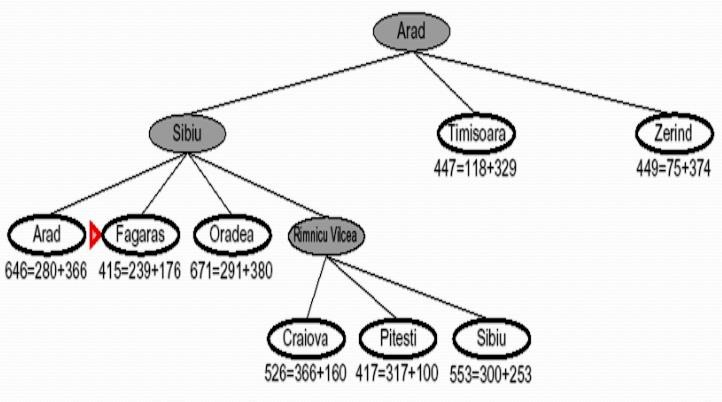 Arad
Sibiu
Timisoara
Zerind
447=118+329
449=75+374
Arad
Fagaras
Oradea
Rimnicu Vilcea
646=280+366
415=239+176
671=291+380
Craiova
Pitesti
Sibiu
526=366+160
417=317+100
553=300+253